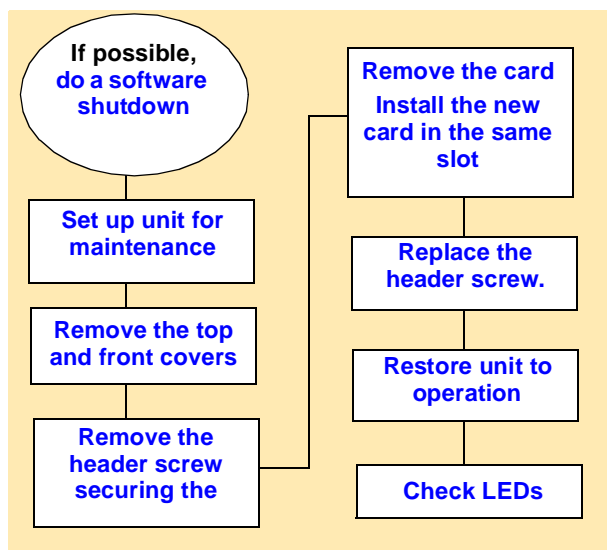 If possible,
do a software
shutdown
Set up unit for
maintenance
Remove the top
and front covers
Remove the
header screw
securing the
Remove the card
Install the new
card in the same
slot
Replace the
header screw.
Restore unit to
operation
Check LEDs